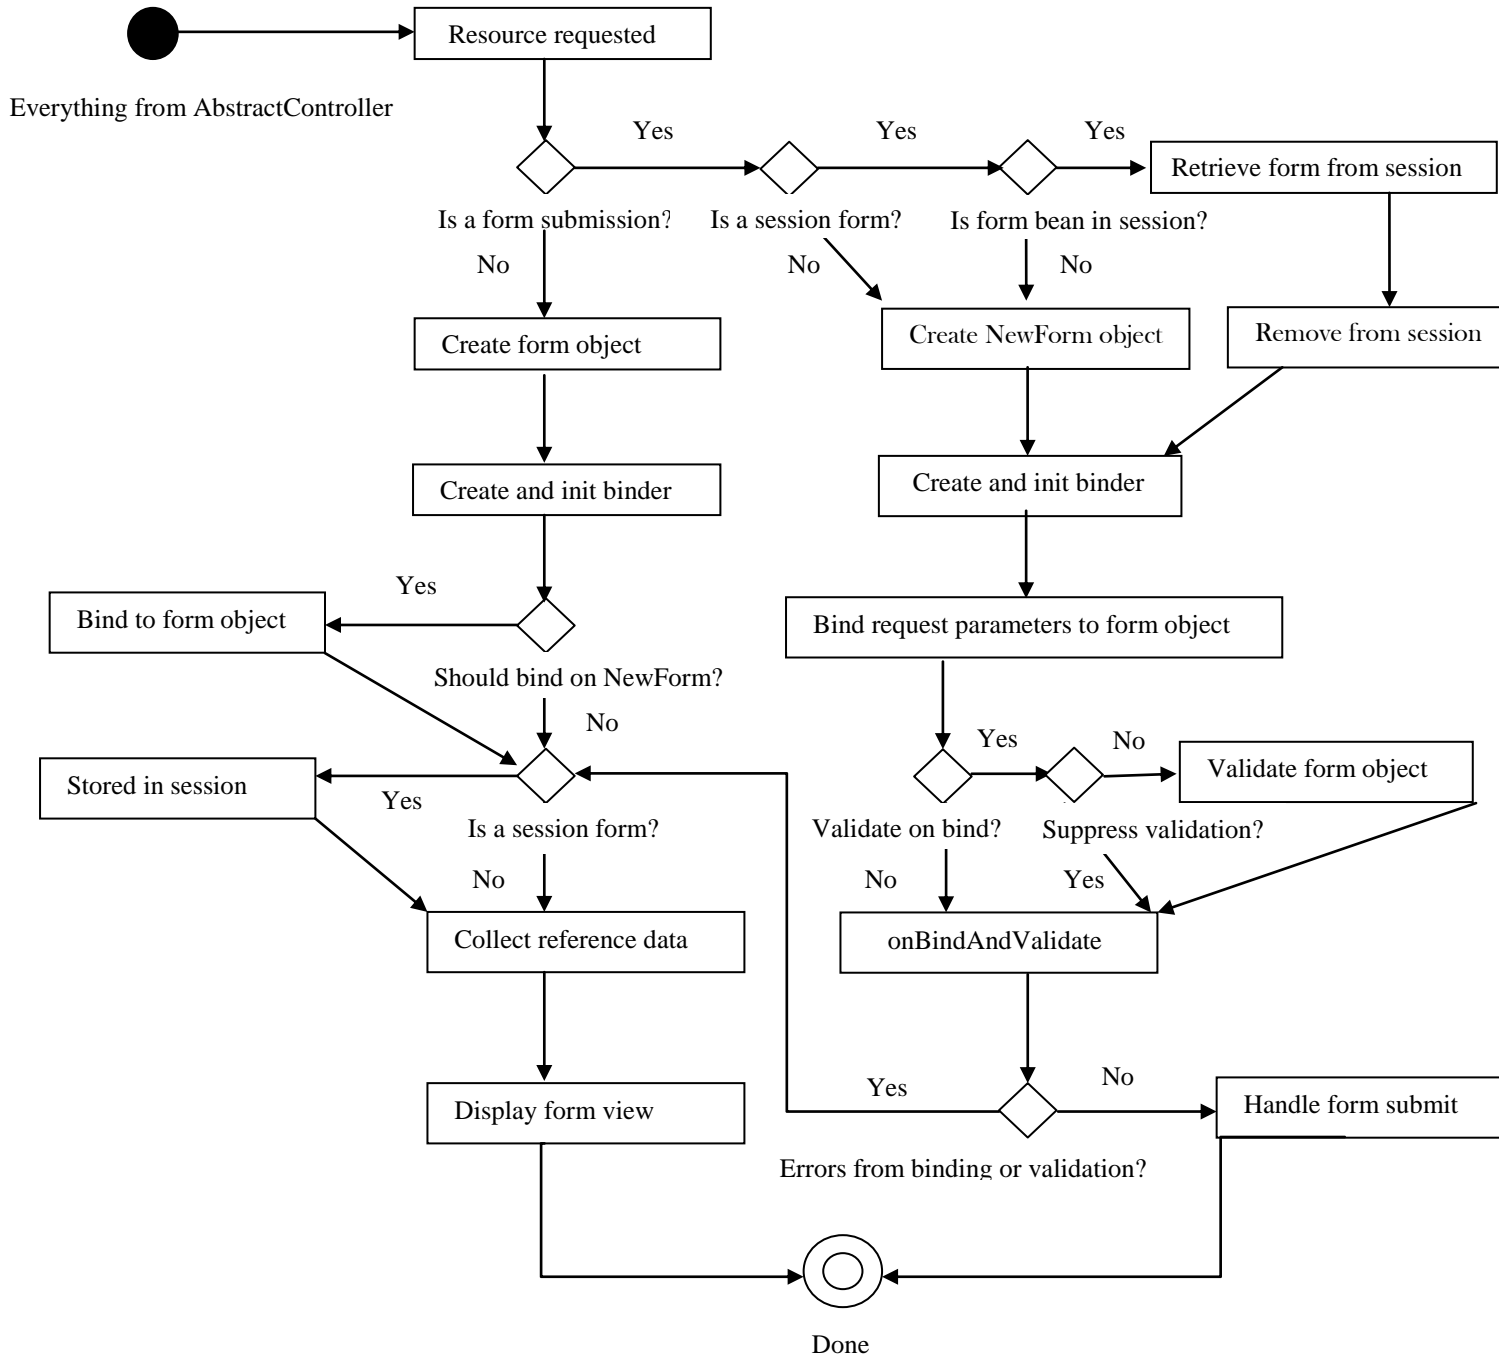 Resource requested
Everything from AbstractController
Yes
Yes
Yes
Retrieve form from session
Is a form submission?
Is a session form?
Is form bean in session?
No
No
No
Create form object
Create NewForm object
Remove from session
Create and init binder
Create and init binder
Yes
Bind to form object
Bind request parameters to form object
Should bind on NewForm?
No
Yes
No
Stored in session
Yes
Validate form object
Is a session form?
Validate on bind?
Suppress validation?
No
No
Yes
Collect reference data
onBindAndValidate
Yes
No
Display form view
Handle form submit
Errors from binding or validation?
Done